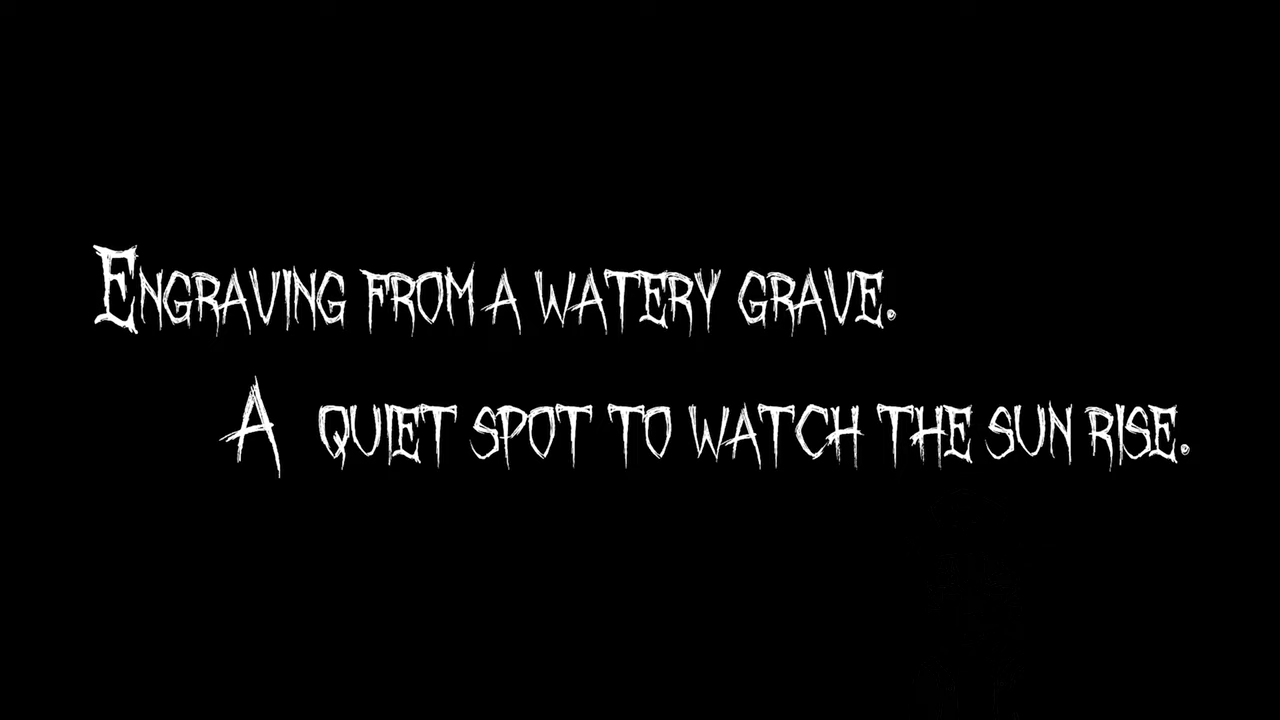 Engraving from a watery grave.
A quiet spot to watch the sun rise.